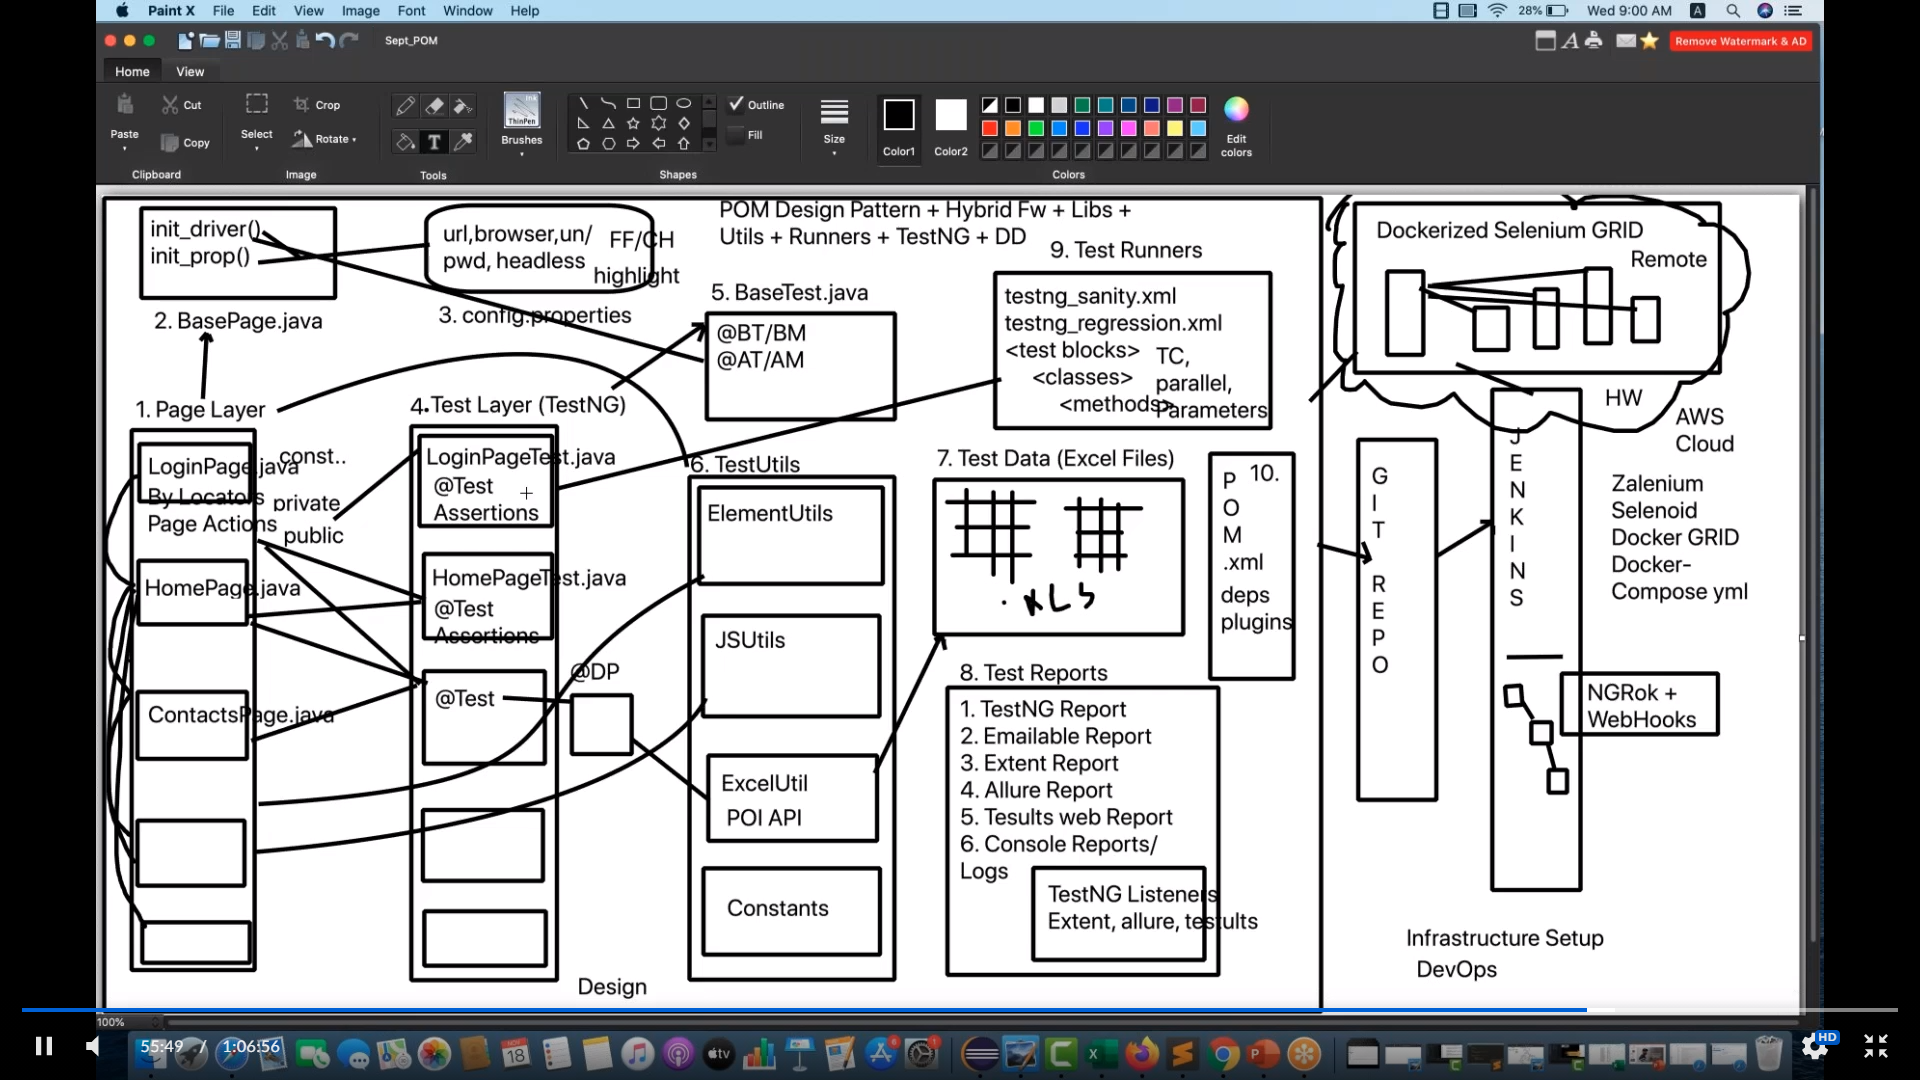 Paint X File Edit View Image Font Window Help
28% Wed 9:00 AM A
Sept_POM
Remove Watermark & AD
Home View
Paste
Cut
Copy
Clipboard
Select
Crop
Rotate
Image
T
Tools
Ink
ThinPen
Brushes
Shapes
Outline
Fill
Size
Color1
Color2
Edit colors
Colors
init_driver()
init_prop()
2. BasePage.java
url,browser,un/
pwd, headless
FF/CH
highlight
3. config.properties
POM Design Pattern + Hybrid Fw + Libs +
Utils + Runners + TestNG + DD
5. BaseTest.java
@BT/BM
@AT/AM
9. Test Runners
testng_sanity.xml
testng_regression.xml
<test blocks>
<classes>
<methods>
TC,
parallel,
Parameters
Dockerized Selenium GRID
Remote
HW
AWS
Cloud
1. Page Layer
LoginPage.java
By Locators
Page Actions
const..
private
public
HomePage.java
ContactsPage.java
4. Test Layer (TestNG)
LoginPageTest.java
@Test
Assertions
HomePageTest.java
@Test
Assertions
@Test
@DP
6. TestUtils
ElementUtils
JSUtils
ExcelUtil
POI API
Constants
7. Test Data (Excel Files)
.xLS
8. Test Reports
1. TestNG Report
2. Emailable Report
3. Extent Report
4. Allure Report
5. Tesults web Report
6. Console Reports/
Logs
TestNG Listeners
Extent, allure, testults
10.
P
O
M
.xml
deps
plugins
G
I
T
R
E
P
O
J
E
N
K
I
N
S
Zalenium
Selenoid
Docker GRID
Docker-
Compose yml
NGRok +
WebHooks
Infrastructure Setup
DevOps
Design
100%
55:49 / 1:06:56
NOV
18
tv
HD